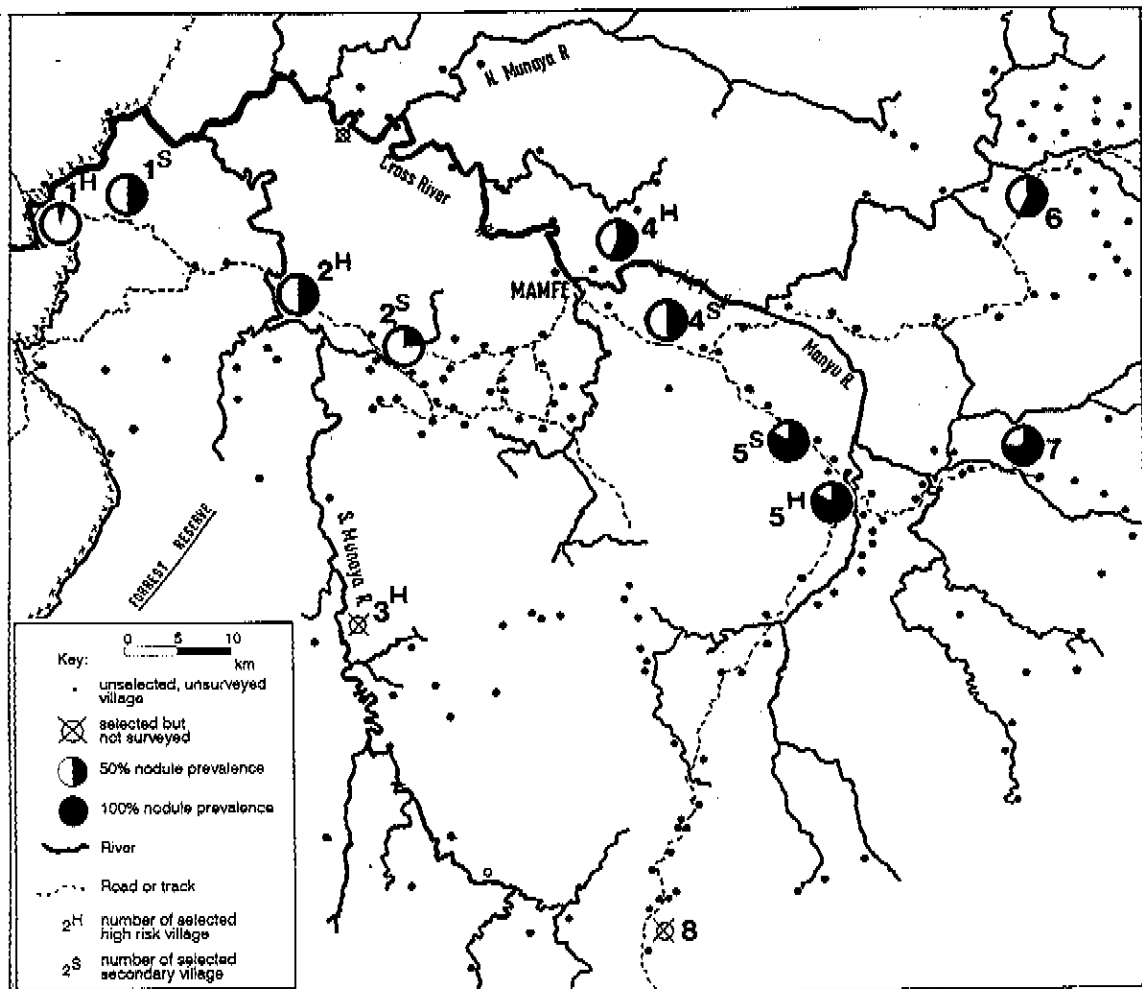 N. Munaya R
Cross River
1H
1S
4H
6
2H
MAMFE
2S
4S
Manyu R.
5S
7
5H
FORREST RESERVE
S. Munaya R
3H
0 5 10
km
Key:
unselected, unsurveyed
village
selected but
not surveyed
50% nodule prevalence
100% nodule prevalence
River
Road or track
2H number of selected
high risk village
2S number of selected
secondary village
8